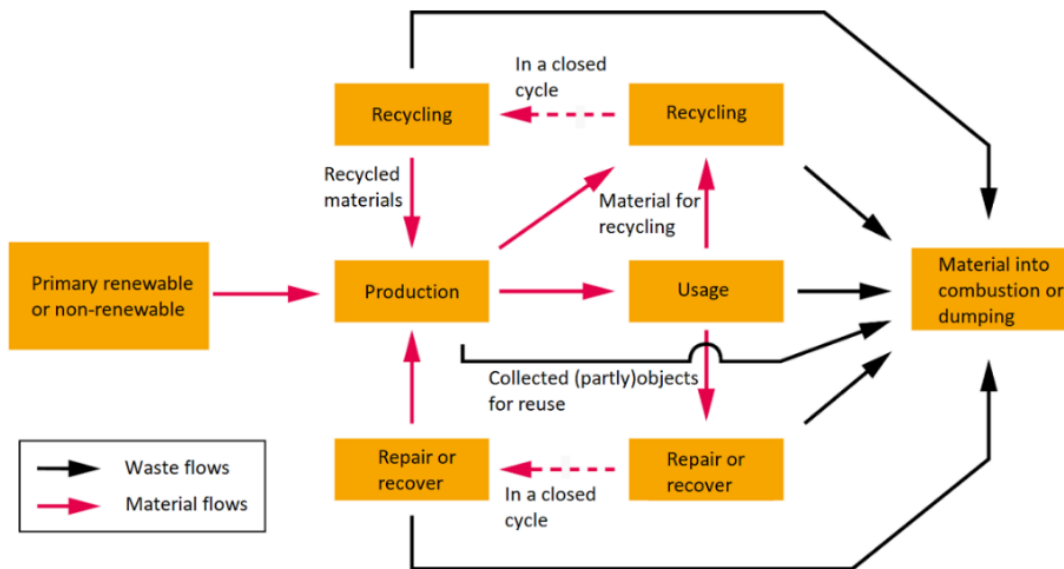 In a closed
cycle
Recycling
Recycling
Recycled
materials
Material for
recycling
Primary renewable
or non-renewable
Production
Usage
Material into
combustion or
dumping
Collected (partly)objects
for reuse
Waste flows
Material flows
Repair or
recover
In a closed
cycle
Repair or
recover